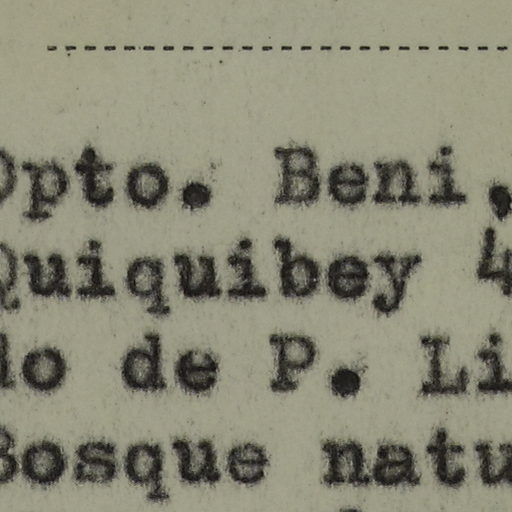 Dpto. Beni,
Quiquibey 4
lo de P. Li
Bosque natu